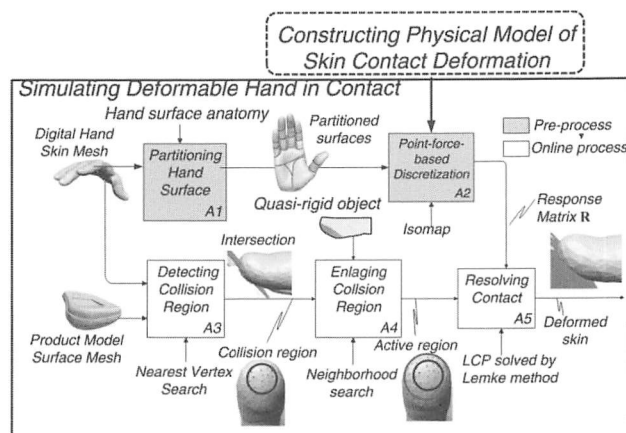 Constructing Physical Model of
Skin Contact Deformation
Simulating Deformable Hand in Contact
Hand surface anatomy
Digital Hand
Skin Mesh
Partitioning
Hand
Surface
A1
Partitioned
surfaces
Point-force-
based
Discretization
A2
Pre-process
Online process
Quasi-rigid object
Isomap
Response
Matrix R
Intersection
Detecting
Collision
Region
A3
Enlaging
Collision
Region
A4
Resolving
Contact
A5
Product Model
Surface Mesh
Nearest Vertex
Search
Collision region
Neighborhood
search
Active region
LCP solved by
Lemke method
Deformed
skin